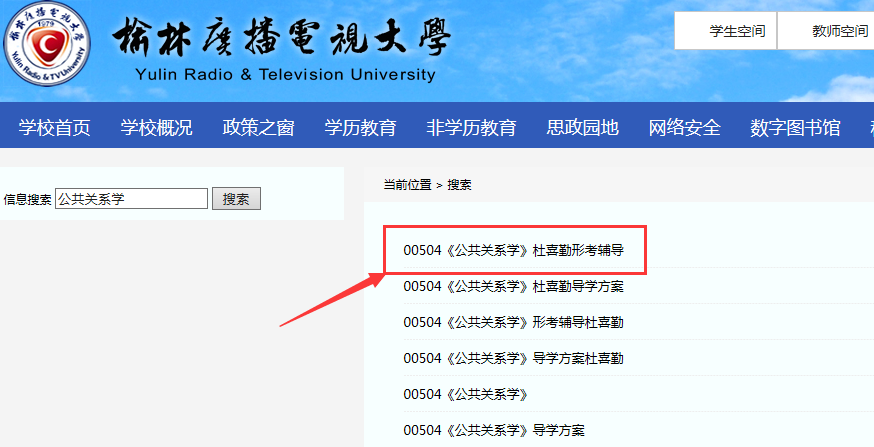 1979
Yulin Radio & TV University
榆林廣播電視大學
Yulin Radio & Television University
学生空间
教师空间
学校首页 学校概况 政策之窗 学历教育 非学历教育 思政园地 网络安全 数字图书馆
信息搜索 公共关系学 搜索
当前位置 > 搜索
00504《公共关系学》杜喜勤形考辅导
00504《公共关系学》杜喜勤导学方案
00504《公共关系学》形考辅导杜喜勤
00504《公共关系学》导学方案杜喜勤
00504《公共关系学》
00504《公共关系学》导学方案